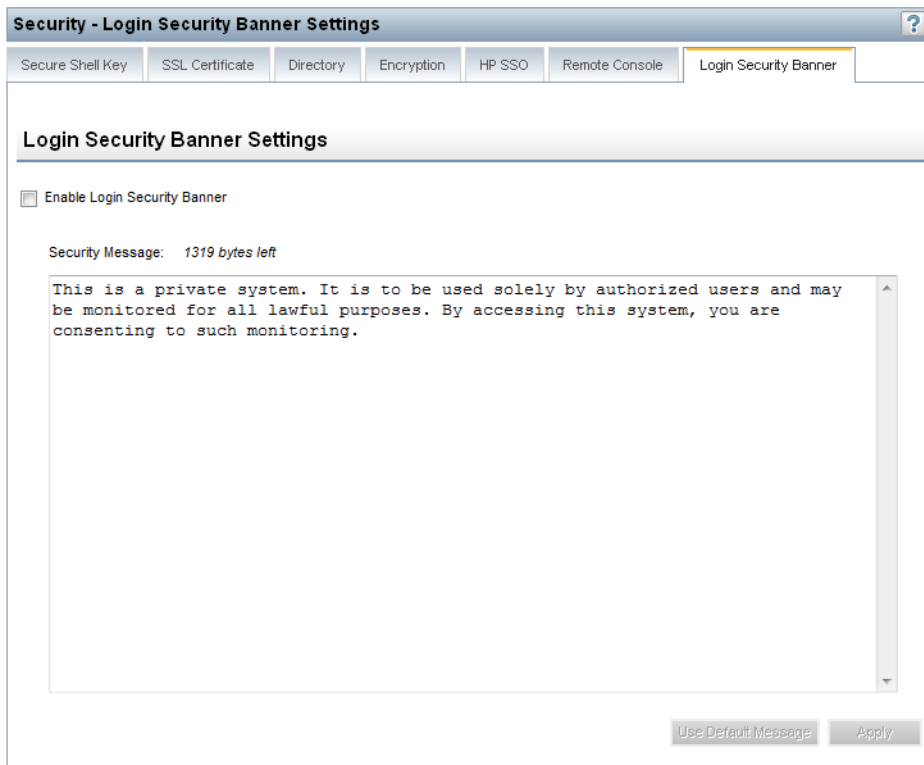 Security - Login Security Banner Settings
?
Secure Shell Key
SSL Certificate
Directory
Encryption
HP SSO
Remote Console
Login Security Banner
Login Security Banner Settings
Enable Login Security Banner
Security Message: 1319 bytes left
This is a private system. It is to be used solely by authorized users and may
be monitored for all lawful purposes. By accessing this system, you are
consenting to such monitoring.
Use Default Message
Apply